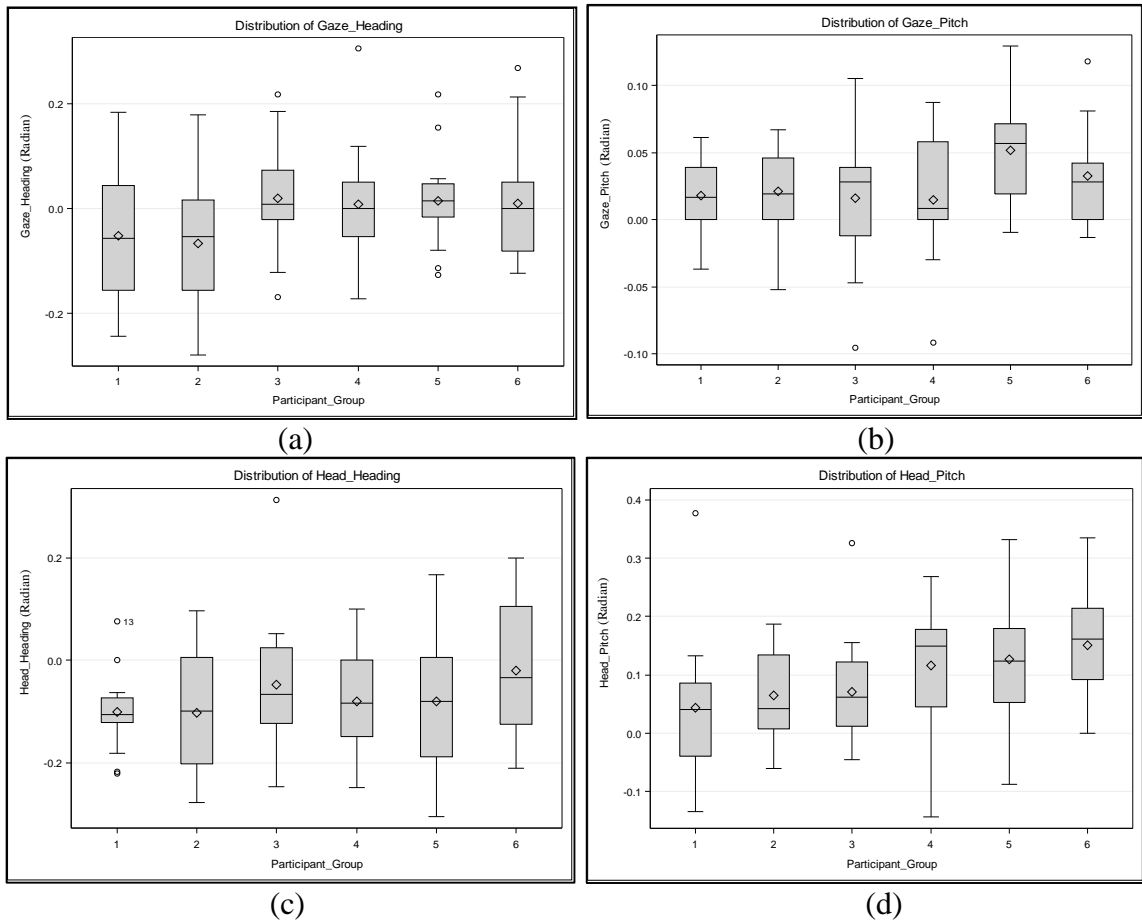 Distribution of Gaze_Heading
Gaze_Heading (Radian)
0.2
0.0
-0.2
1 2 3 4 5 6
Participant_Group
(a)
Distribution of Gaze_Pitch
Gaze_Pitch (Radian)
0.10
0.05
0.00
-0.05
-0.10
1 2 3 4 5 6
Participant_Group
(b)
Distribution of Head_Heading
Head_Heading (Radian)
0.2
0.0
-0.2
13
1 2 3 4 5 6
Participant_Group
(c)
Distribution of Head_Pitch
Head_Pitch (Radian)
0.4
0.3
0.2
0.1
0.0
-0.1
1 2 3 4 5 6
Participant_Group
(d)